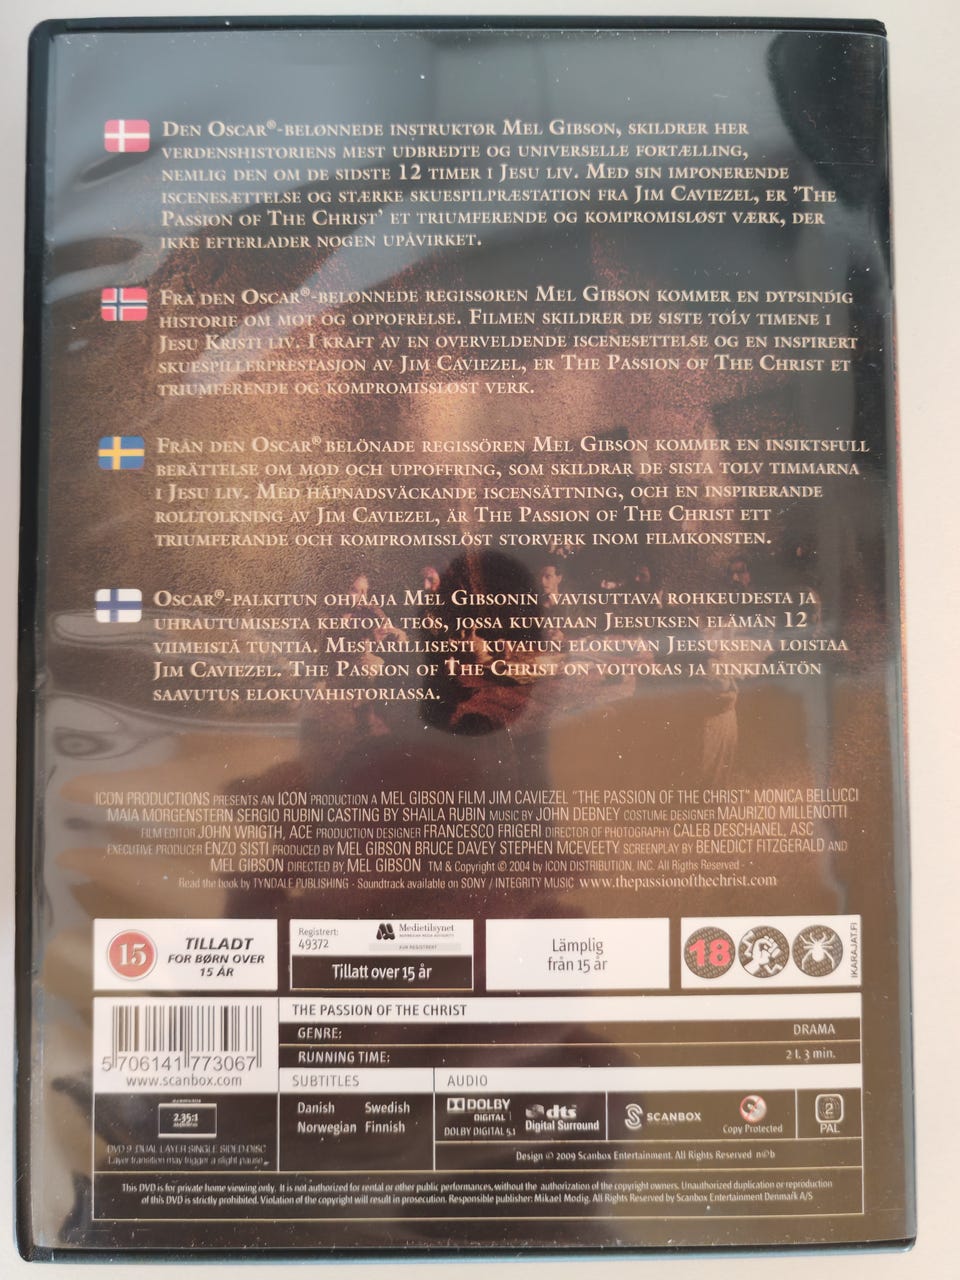 Den Oscar®-belønnede instruktør Mel Gibson, skildrer her
verdenshistoriens mest udbredte og universelle fortælling,
nemlig den om de sidste 12 timer i Jesu liv. Med sin imponerende
iscenesættelse og stærke skuespilpræstation fra Jim Caviezel, er 'The
Passion of The Christ' et triumferende og kompromisløst værk, der
ikke efterlader nogen upåvirket.
Fra den Oscar®-belønnede regissøren Mel Gibson kommer en dypsindig
historie om mot og oppofrelse. Filmen skildrer de siste tolv timene i
Jesu Kristi liv. I kraft av en overveldende iscenesettelse og en inspirert
skuespillerprestasjon av Jim Caviezel, er The Passion of The Christ et
triumferende og kompromissløst verk.
Från den Oscar® belönade regissören Mel Gibson kommer en insiktsfull
berättelse om mod och uppoffring, som skildrar de sista tolv timmarna
i Jesu liv. Med häpnadsväckande iscensättning, och en inspirerande
rolltolkning av Jim Caviezel, är The Passion of The Christ ett
triumferande och kompromisslöst storverk inom filmkonsten.
Oscar®-palkitun ohjaaja Mel Gibsonin vavisuttava rohkeudesta ja
uhrautumisesta kertova teos, jossa kuvataan Jeesuksen elämän 12
viimeistä tuntia. Mestarillisesti kuvatun elokuvan Jeesuksena loistaa
Jim Caviezel. The Passion of The Christ on voitokas ja tinkimätön
saavutus elokuvahistoriassa.
ICON PRODUCTIONS PRESENTS AN ICON PRODUCTION A MEL GIBSON FILM JIM CAVIEZEL "THE PASSION OF THE CHRIST" MONICA BELLUCCI
MAIA MORGENSTERN SERGIO RUBINI CASTING BY SHAILA RUBIN MUSIC BY JOHN DEBNEY COSTUME DESIGNER MAURIZIO MILLENOTTI
FILM EDITOR JOHN WRIGTH, ACE PRODUCTION DESIGNER FRANCESCO FRIGERI DIRECTOR OF PHOTOGRAPHY CALEB DESCHANEL, ASC
EXECUTIVE PRODUCER ENZO SISTI PRODUCED BY MEL GIBSON BRUCE DAVEY STEPHEN MCEVEETY SCREENPLAY BY BENEDICT FITZGERALD AND
MEL GIBSON DIRECTED BY MEL GIBSON TM & Copyright © 2004 by ICON DISTRIBUTION, INC. All Rigths Reserved -
Read the book by TYNDALE PUBLISHING - Soundtrack available on SONY / INTEGRITY MUSIC www.thepassionofthechrist.com
15 TILLADT
FOR BØRN OVER
15 ÅR
Registrert:
49372
Medietilsynet
NORWEGIAN MEDIA AUTHORITY
KUN REGISTRERT
Tillatt over 15 år
Lämplig
från 15 år
18
IKARAJAT.FI
5 706141 773067
www.scanbox.com
THE PASSION OF THE CHRIST
GENRE: DRAMA
RUNNING TIME: 2 t. 3 min.
SUBTITLES
Danish Swedish
Norwegian Finnish
AUDIO
DOLBY
DIGITAL
DOLBY DIGITAL 5.1
dts
Digital Surround
SCANBOX
Copy Protected
2
PAL
2.35:1
DVD 9 DUAL LAYER SINGLE SIDED DISC
Layer transition may trigger a slight pause
Design © 2009 Scanbox Entertainment. All Rights Reserved
This DVD is for private home viewing only. It is not authorized for rental or other public performances, without the authorization of the copyright owners. Unauthorized duplication or reproduction
of this DVD is strictly prohibited. Violation of the copyright will result in prosecution. Responsible publisher: Mikael Modig. All Rights Reserved by Scanbox Entertainment Denmark A/S